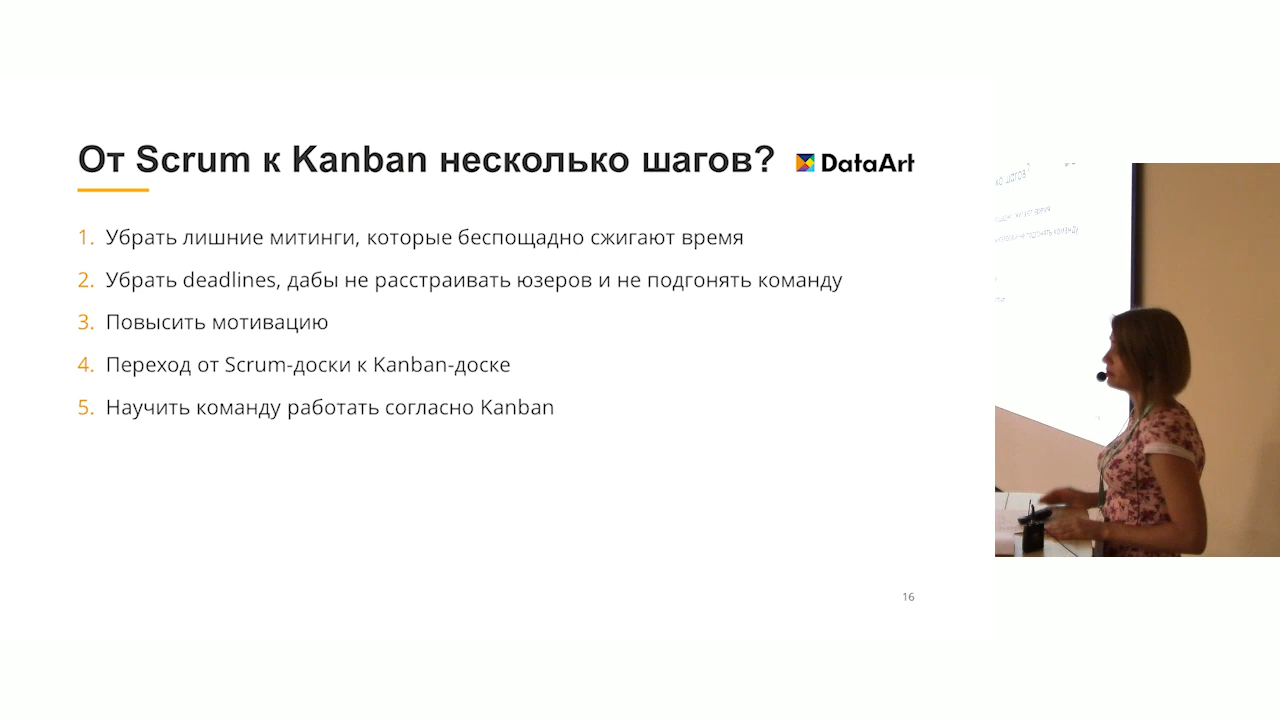 От Scrum к Kanban несколько шагов?
DataArt
1. Убрать лишние митинги, которые беспощадно сжигают время
2. Убрать deadlines, дабы не расстраивать юзеров и не подгонять команду
3. Повысить мотивацию
4. Переход от Scrum-доски к Kanban-доске
5. Научить команду работать согласно Kanban
16